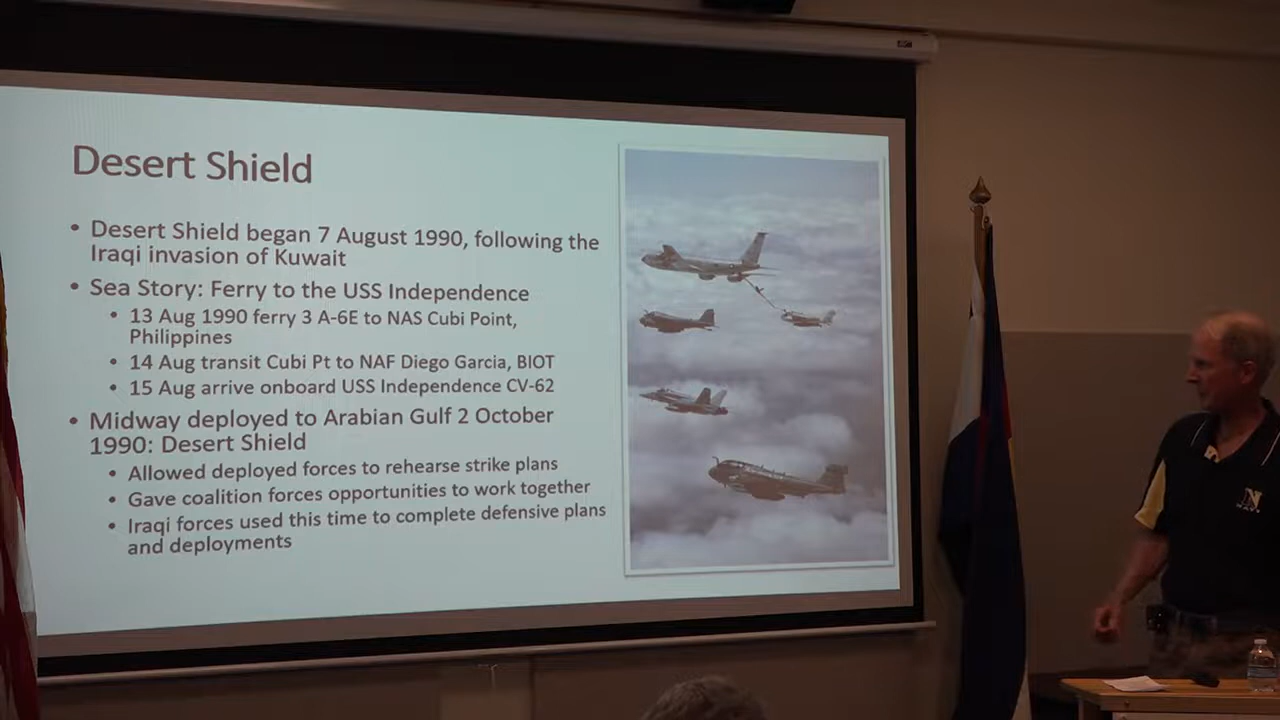 Desert Shield
• Desert Shield began 7 August 1990, following the
Iraqi invasion of Kuwait
• Sea Story: Ferry to the USS Independence
• 13 Aug 1990 ferry 3 A-6E to NAS Cubi Point,
Philippines
• 14 Aug transit Cubi Pt to NAF Diego Garcia, BIOT
• 15 Aug arrive onboard USS Independence CV-62
• Midway deployed to Arabian Gulf 2 October
1990: Desert Shield
• Allowed deployed forces to rehearse strike plans
• Gave coalition forces opportunities to work together
• Iraqi forces used this time to complete defensive plans
and deployments
N
NAVY